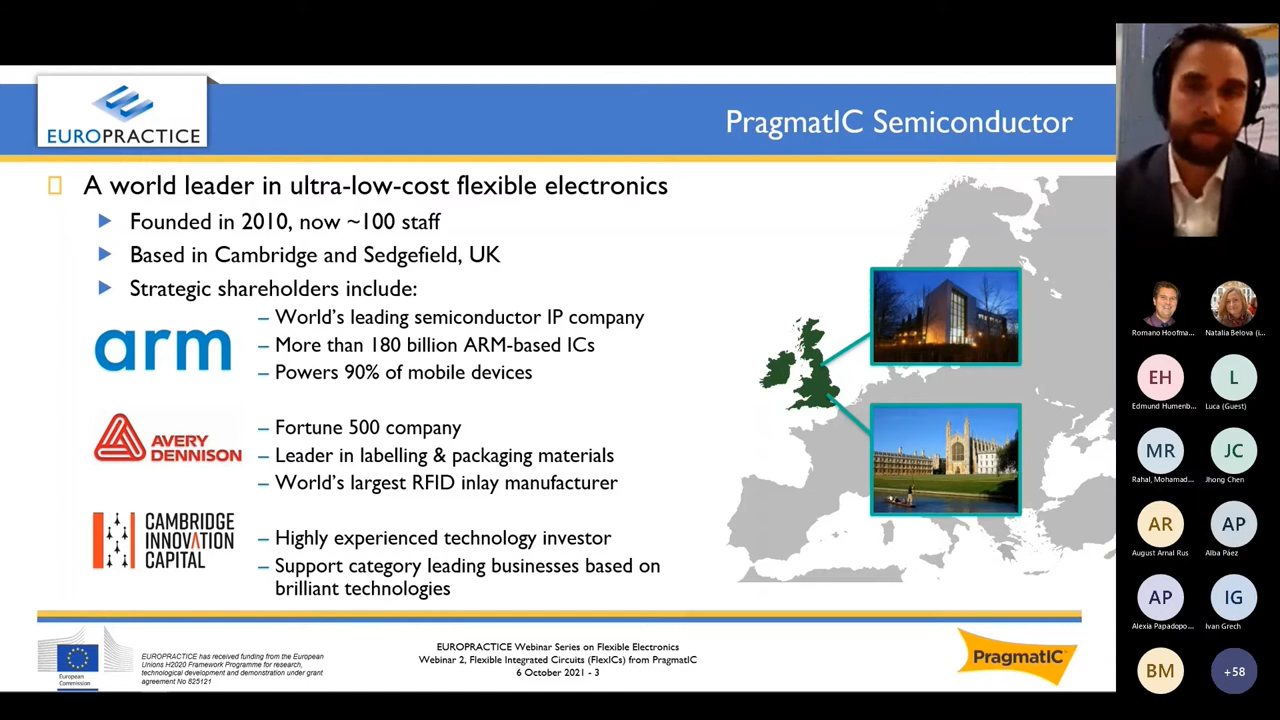 EUROPRACTICE
PragmatIC Semiconductor
A world leader in ultra-low-cost flexible electronics
Founded in 2010, now ~100 staff
Based in Cambridge and Sedgefield, UK
Strategic shareholders include:
arm
– World's leading semiconductor IP company
– More than 180 billion ARM-based ICs
– Powers 90% of mobile devices
AVERY
DENNISON
– Fortune 500 company
– Leader in labelling & packaging materials
– World's largest RFID inlay manufacturer
CAMBRIDGE
INNOVATION
CAPITAL
– Highly experienced technology investor
– Support category leading businesses based on
brilliant technologies
European
Commission
EUROPRACTICE has received funding from the European
Unions H2020 Framework Programme for research,
technological development and demonstration under grant
agreement No 825121
EUROPRACTICE Webinar Series on Flexible Electronics
Webinar 2, Flexible Integrated Circuits (FlexICs) from PragmatIC
6 October 2021 - 3
PragmatIC
Romano Hoofma...
Natalia Belova (i...
EH
L
Edmund Humenb...
Luca (Guest)
MR
JC
Rahal, Mohamad...
Jhong Chen
AR
AP
August Arnal Rus
Alba Páez
AP
IG
Alexia Papadopo...
Ivan Grech
BM
+58